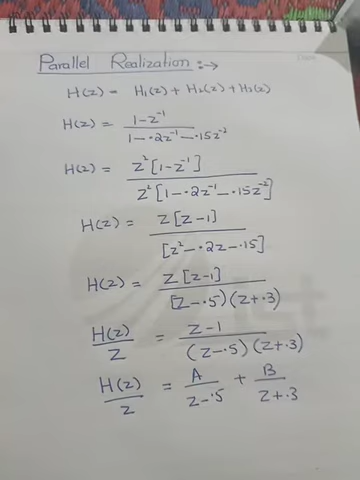 Parallel Realization :→
H(z) = H₁(z) + H₂(z) + H₃(z)
H(z) = 1-z⁻¹ / 1-.2z⁻¹-.15z⁻²
H(z) = z²[1-z⁻¹] / z²[1-.2z⁻¹-.15z⁻²]
H(z) = z[z-1] / [z²-.2z-.15]
H(z) = z[z-1] / (z-.5)(z+.3)
H(z)/z = z-1 / (z-.5)(z+.3)
H(z)/z = A/z-.5 + B/z+.3